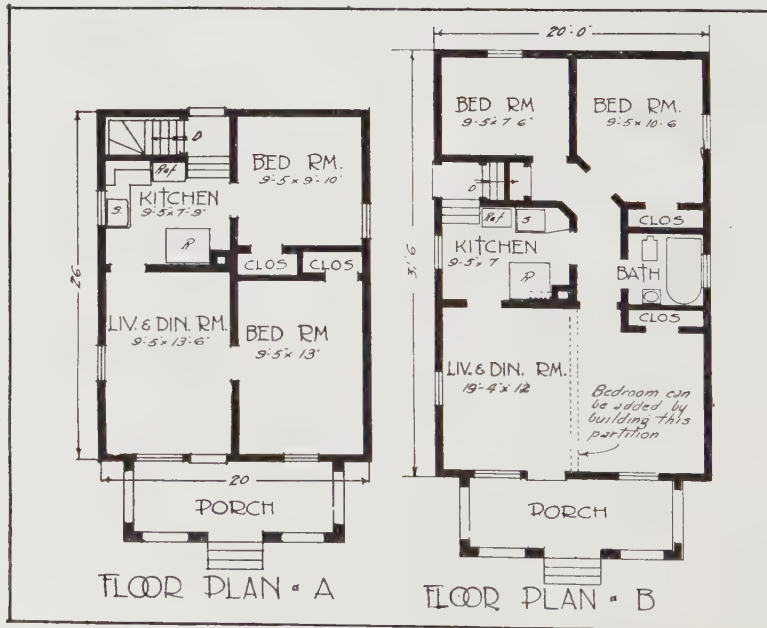 26
D
Ref
BED RM.
9'-5 x 9'-10"
KITCHEN
9'-5 x 7'-9"
S.
R
CLOS
CLOS
LIV. & DIN. RM.
9'-5 x 13'-6"
BED RM
9'-5 x 13'
20
PORCH
FLOOR PLAN • A
20'-0"
BED RM
9'-5 x 7'-6"
BED RM.
9'-5 x 10'-6
D
Ref
S
CLOS
KITCHEN
9'-5 x 7
R
BATH
CLOS
LIV. & DIN. RM.
19'-4 x 12
Bedroom can
be added by
building this
partition
PORCH
FLOOR PLAN • B